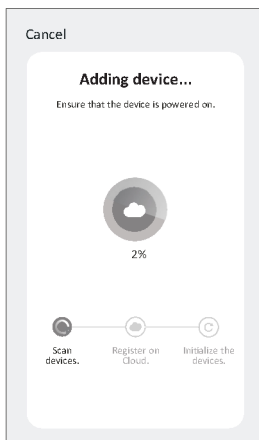 Cancel
Adding device...
Ensure that the device is powered on.
2%
Scan
devices.
Register on
Cloud.
Initialize the
devices.